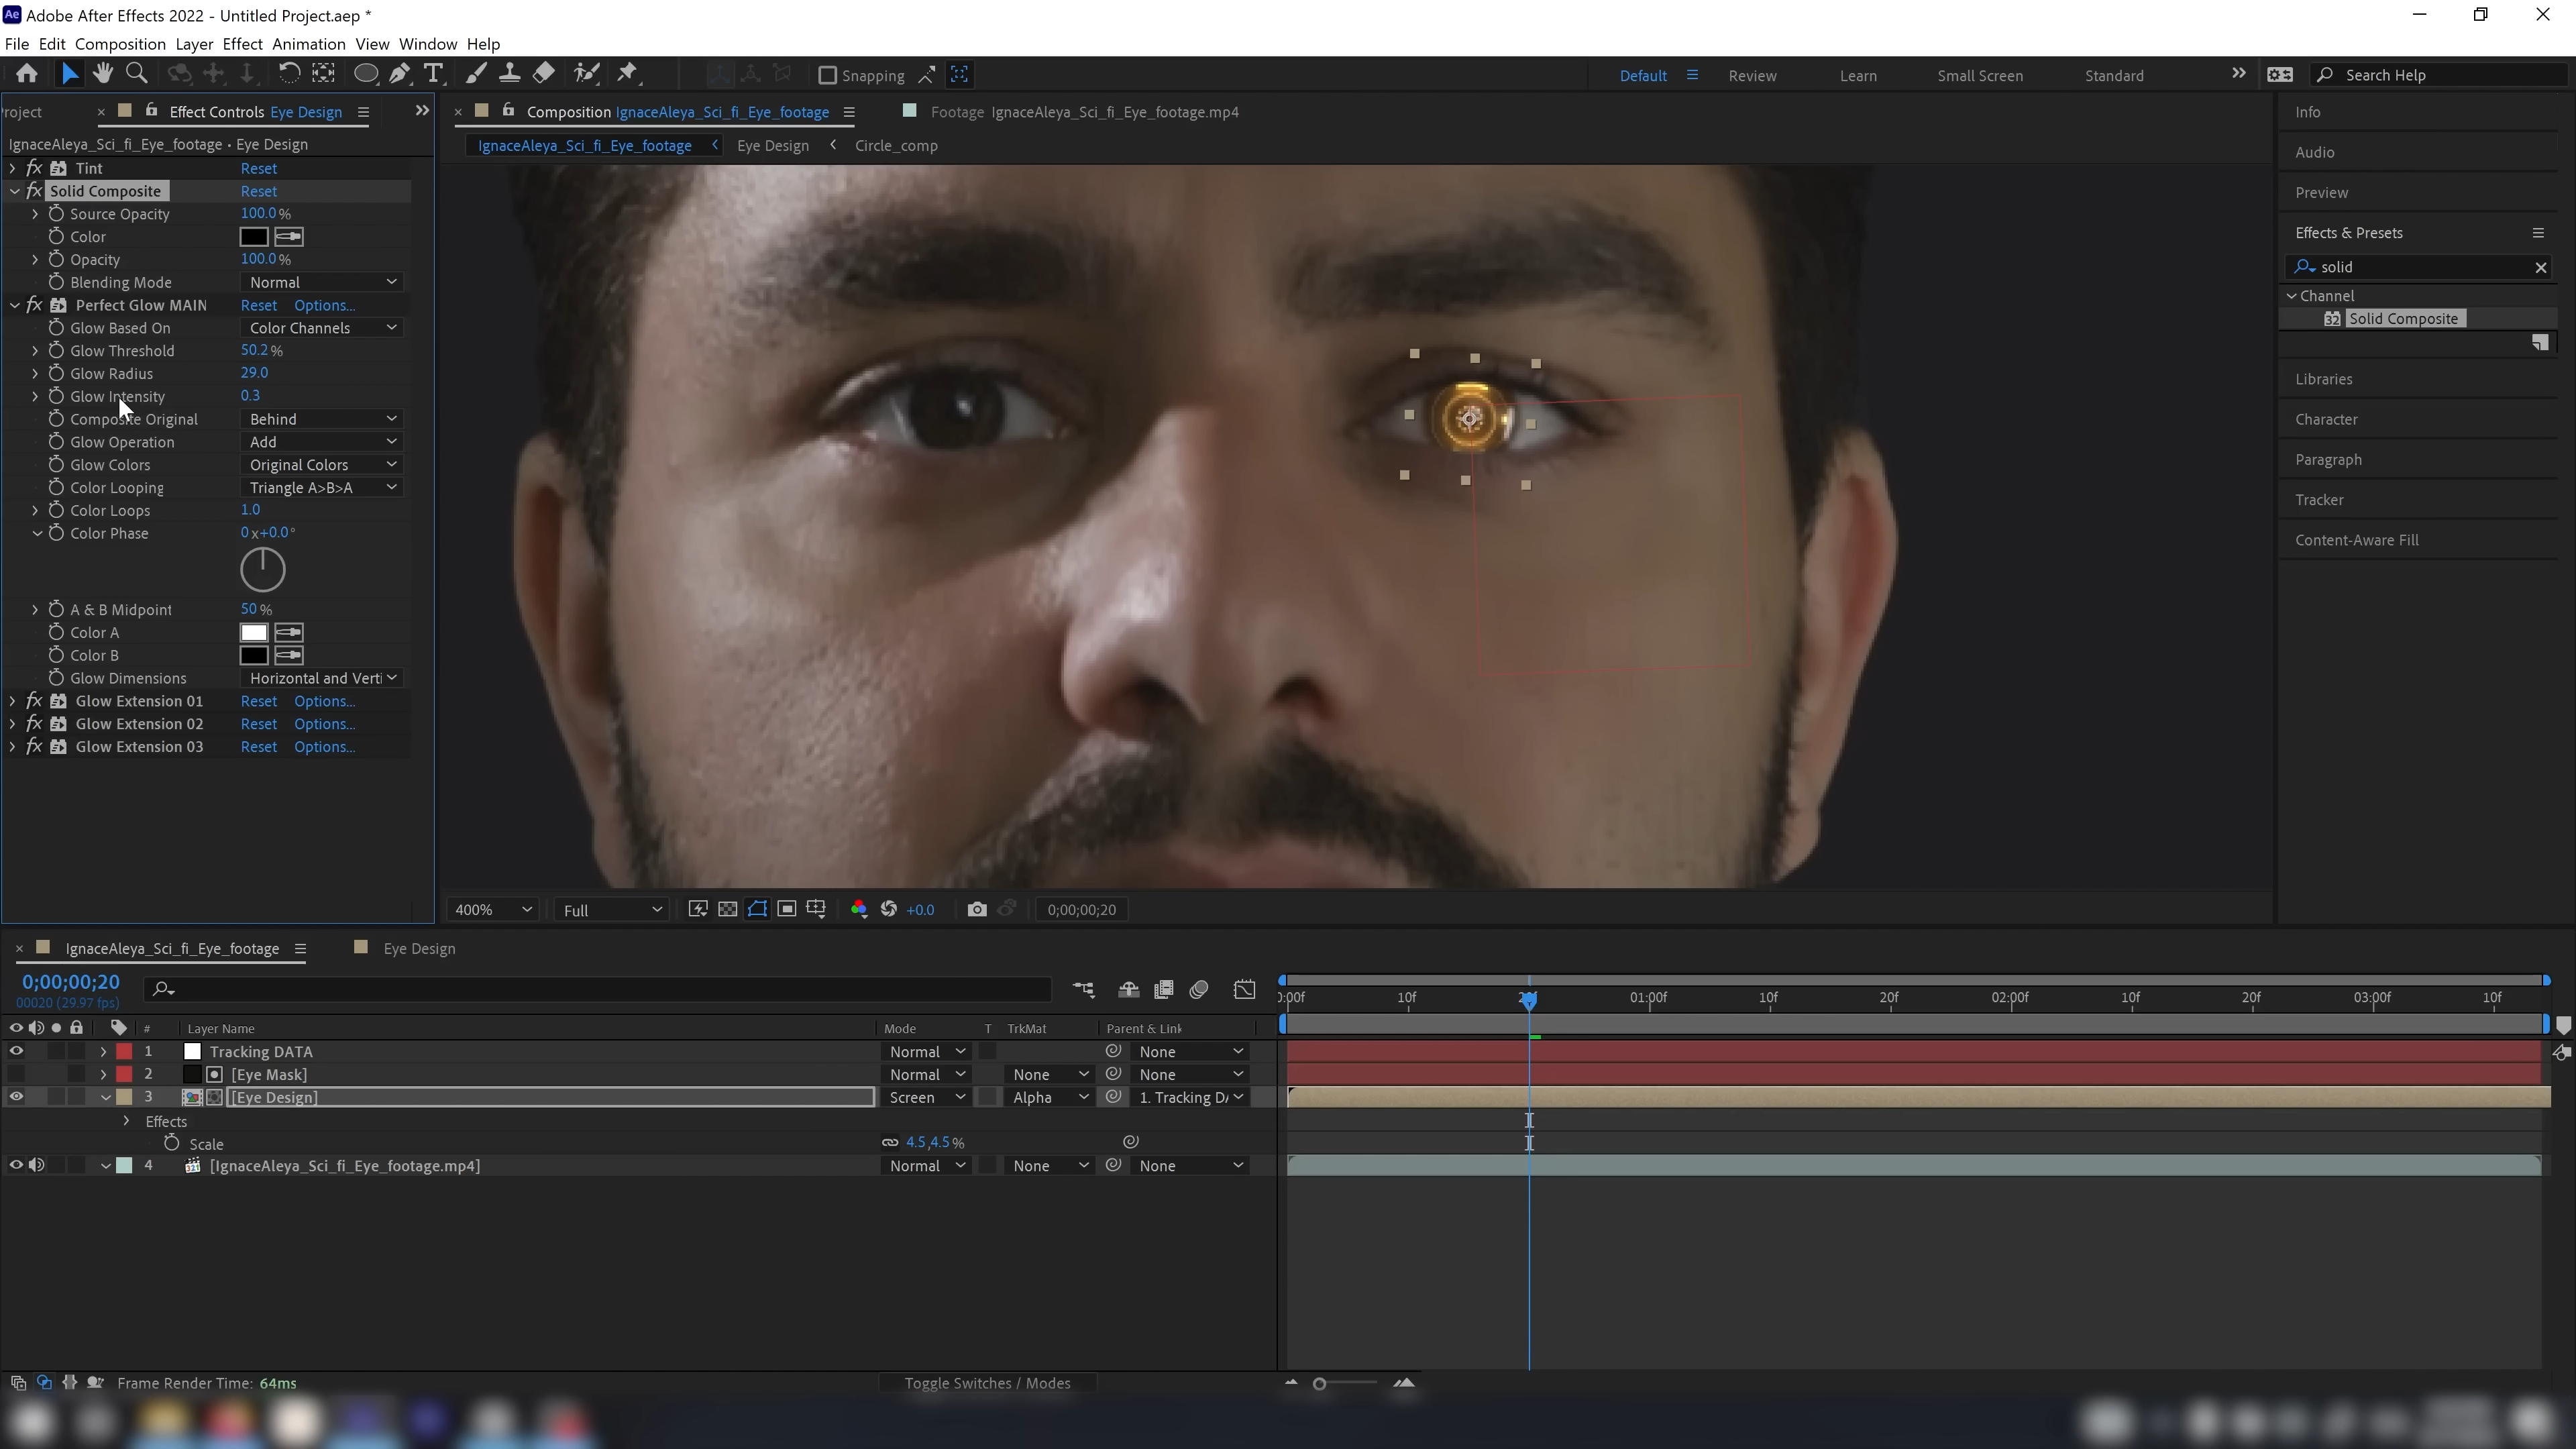 Ae Adobe After Effects 2022 - Untitled Project.aep *
File Edit Composition Layer Effect Animation View Window Help
Snapping
Default Review Learn Small Screen Standard Search Help
roject Effect Controls Eye Design
IgnaceAleya_Sci_fi_Eye_footage • Eye Design
fx Tint Reset
fx Solid Composite Reset
Source Opacity 100.0 %
Color
Opacity 100.0 %
Blending Mode Normal
fx Perfect Glow MAIN Reset Options...
Glow Based On Color Channels
Glow Threshold 50.2 %
Glow Radius 29.0
Glow Intensity 0.3
Composite Original Behind
Glow Operation Add
Glow Colors Original Colors
Color Looping Triangle A>B>A
Color Loops 1.0
Color Phase 0 x+0.0 °
A & B Midpoint 50 %
Color A
Color B
Glow Dimensions Horizontal and Verti
fx Glow Extension 01 Reset Options...
fx Glow Extension 02 Reset Options...
fx Glow Extension 03 Reset Options...
Composition IgnaceAleya_Sci_fi_Eye_footage Footage IgnaceAleya_Sci_fi_Eye_footage.mp4
IgnaceAleya_Sci_fi_Eye_footage Eye Design Circle_comp
400% Full +0.0 0;00;00;20
Info
Audio
Preview
Effects & Presets
solid
Channel
32 Solid Composite
Libraries
Character
Paragraph
Tracker
Content-Aware Fill
IgnaceAleya_Sci_fi_Eye_footage Eye Design
0;00;00;20
00020 (29.97 fps)
0:00f 10f 01:00f 10f 20f 02:00f 10f 20f 03:00f 10f
# Layer Name Mode T TrkMat Parent & Link
1 Tracking DATA Normal None
2 [Eye Mask] Normal None None
3 [Eye Design] Screen Alpha 1. Tracking DA
Effects
Scale 4.5,4.5 %
4 [IgnaceAleya_Sci_fi_Eye_footage.mp4] Normal None None
Frame Render Time: 64ms Toggle Switches / Modes